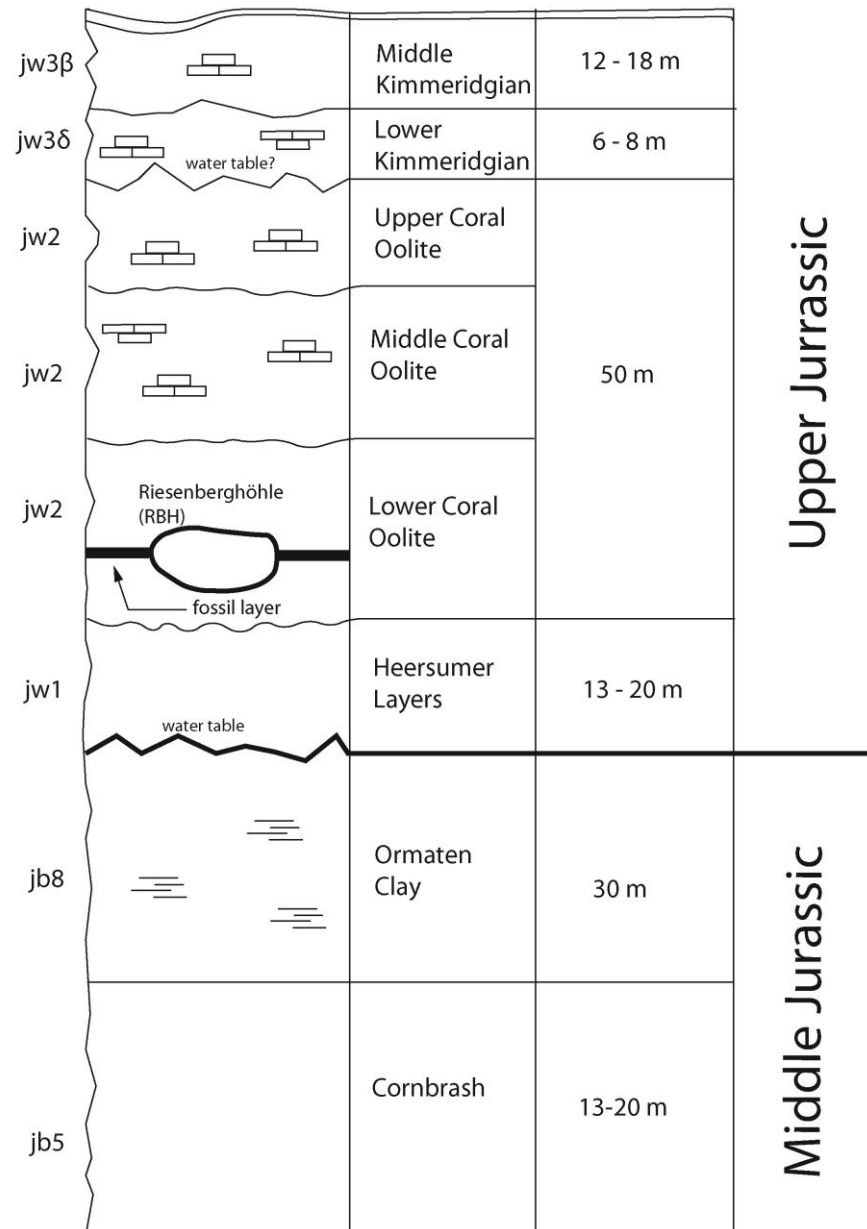 jw3β
Middle
Kimmeridgian
12 - 18 m
jw3δ
water table?
Lower
Kimmeridgian
6 - 8 m
jw2
Upper Coral
Oolite
jw2
Middle Coral
Oolite
50 m
jw2
Riesenberghöhle
(RBH)
fossil layer
Lower Coral
Oolite
jw1
water table
Heersumer
Layers
13 - 20 m
Upper Jurrassic
jb8
Ormaten
Clay
30 m
jb5
Cornbrash
13-20 m
Middle Jurassic